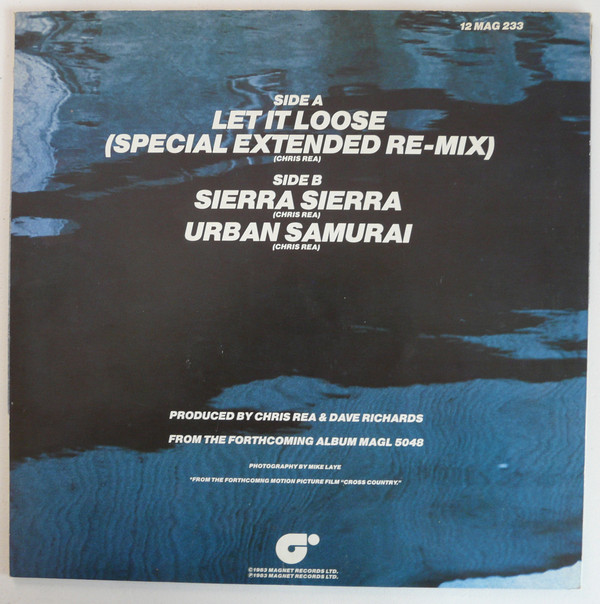 12 MAG 233
SIDE A
LET IT LOOSE
(SPECIAL EXTENDED RE-MIX)
(CHRIS REA)
SIDE B
SIERRA SIERRA
(CHRIS REA)
URBAN SAMURAI
(CHRIS REA)
PRODUCED BY CHRIS REA & DAVE RICHARDS
FROM THE FORTHCOMING ALBUM MAGL 5048
PHOTOGRAPHY BY MIKE LAYE
*FROM THE FORTHCOMNG MOTION PICTURE FILM "CROSS COUNTRY."
©1983 MAGNET RECORDS LTD.
℗1983 MAGNET RECORDS LTD.